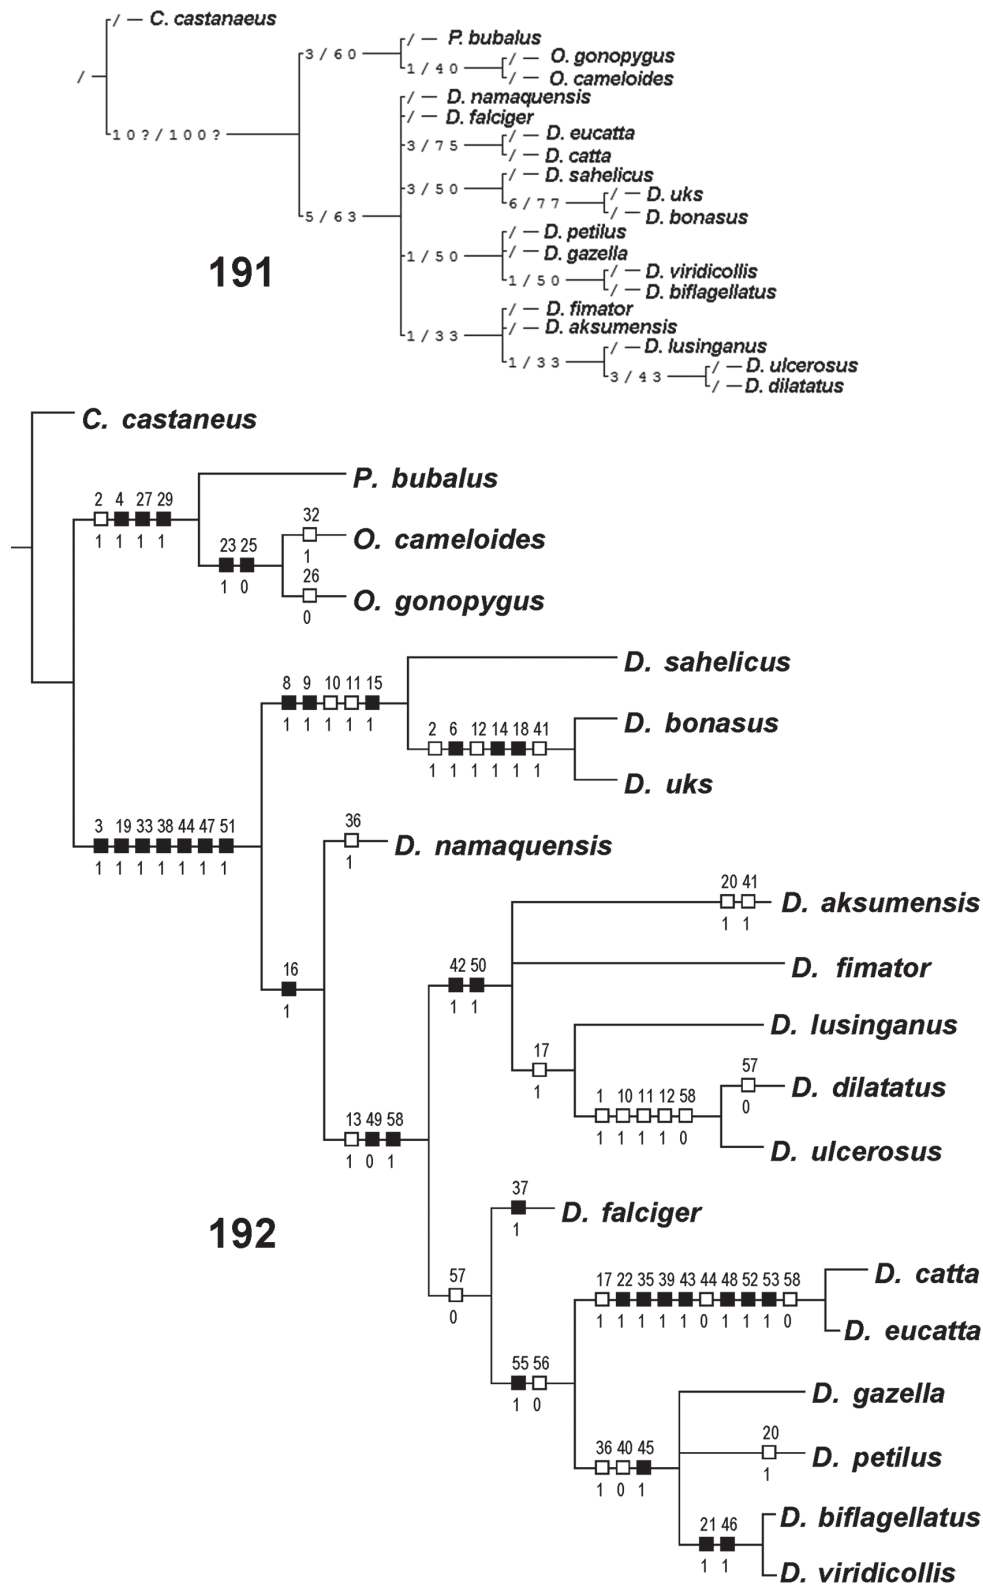 / — C. castanaeus
/ — P. bubalus
3 / 6 0
/ — O. gonopygus
1 / 4 0
/ — O. cameloides
/
/ — D. namaquensis
/ — D. falciger
/ — D. eucatta
1 0 ? / 1 0 0 ?
3 / 7 5
/ — D. catta
/ — D. sahelicus
3 / 5 0
/ — D. uks
6 / 7 7
/ — D. bonasus
5 / 6 3
/ — D. petilus
/ — D. gazella
1 / 5 0
/ — D. viridicollis
1 / 5 0
/ — D. biflagellatus
191
/ — D. fimator
/ — D. aksumensis
1 / 3 3
/ — D. lusinganus
1 / 3 3
/ — D. ulcerosus
3 / 4 3
/ — D. dilatatus
C. castaneus
P. bubalus
2 4 27 29
1 1 1 1
32
O. cameloides
1
23 25
1 0
26
O. gonopygus
0
D. sahelicus
8 9 10 11 15
1 1 1 1 1
D. bonasus
2 6 12 14 18 41
1 1 1 1 1 1
D. uks
3 19 33 38 44 47 51
1 1 1 1 1 1 1
36
D. namaquensis
1
20 41
D. aksumensis
1 1
16
1
42 50
1 1
D. fimator
D. lusinganus
17
1
57
D. dilatatus
0
1 10 11 12 58
1 1 1 1 0
13 49 58
1 0 1
D. ulcerosus
37
D. falciger
1
192
57
0
D. catta
17 22 35 39 43 44 48 52 53 58
1 1 1 1 1 0 1 1 1 0
D. eucatta
55 56
1 0
D. gazella
20
D. petilus
1
36 40 45
1 0 1
D. biflagellatus
21 46
1 1
D. viridicollis